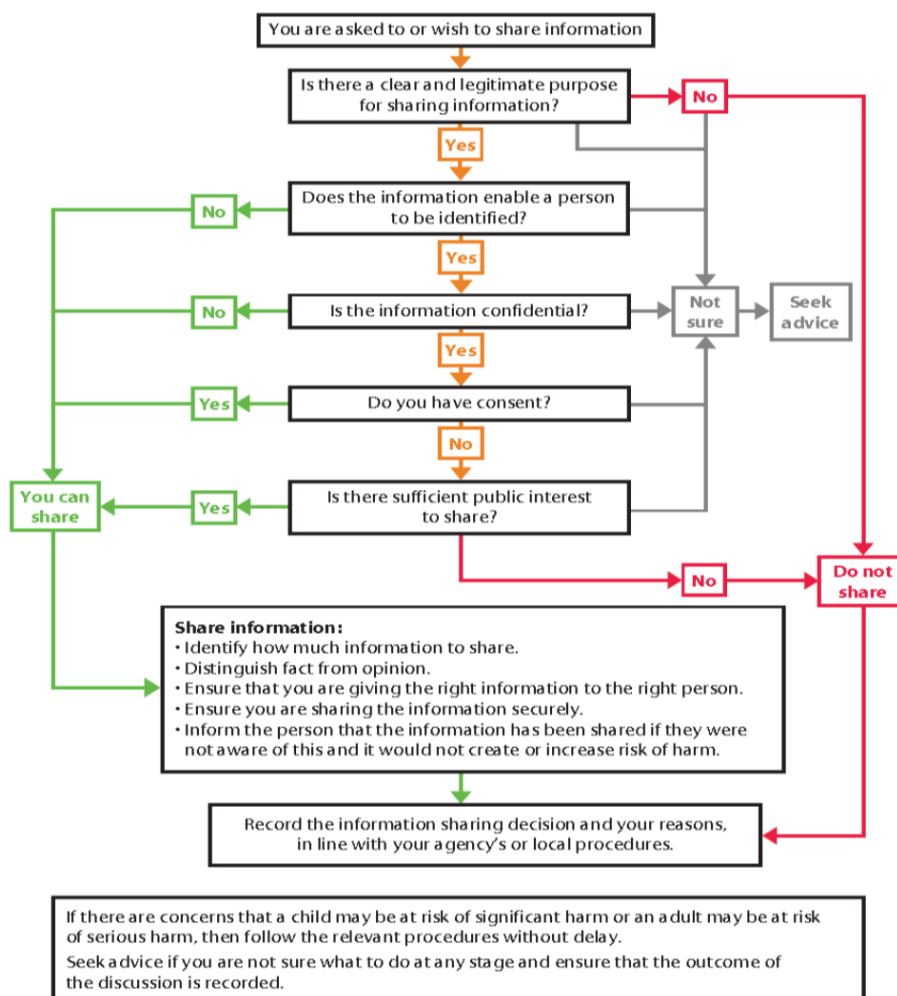 You are asked to or wish to share information
Is there a clear and legitimate purpose
for sharing information?
No
Yes
Does the information enable a person
to be identified?
No
Yes
Is the information confidential?
No
Not
sure
Seek
advice
Yes
Do you have consent?
Yes
No
Is there sufficient public interest
to share?
You can
share
Yes
No
Do not
share
Share information:
• Identify how much information to share.
• Distinguish fact from opinion.
• Ensure that you are giving the right information to the right person.
• Ensure you are sharing the information securely.
• Inform the person that the information has been shared if they were
not aware of this and it would not create or increase risk of harm.
Record the information sharing decision and your reasons,
in line with your agency's or local procedures.
If there are concerns that a child may be at risk of significant harm or an adult may be at risk
of serious harm, then follow the relevant procedures without delay.
Seek advice if you are not sure what to do at any stage and ensure that the outcome of
the discussion is recorded.